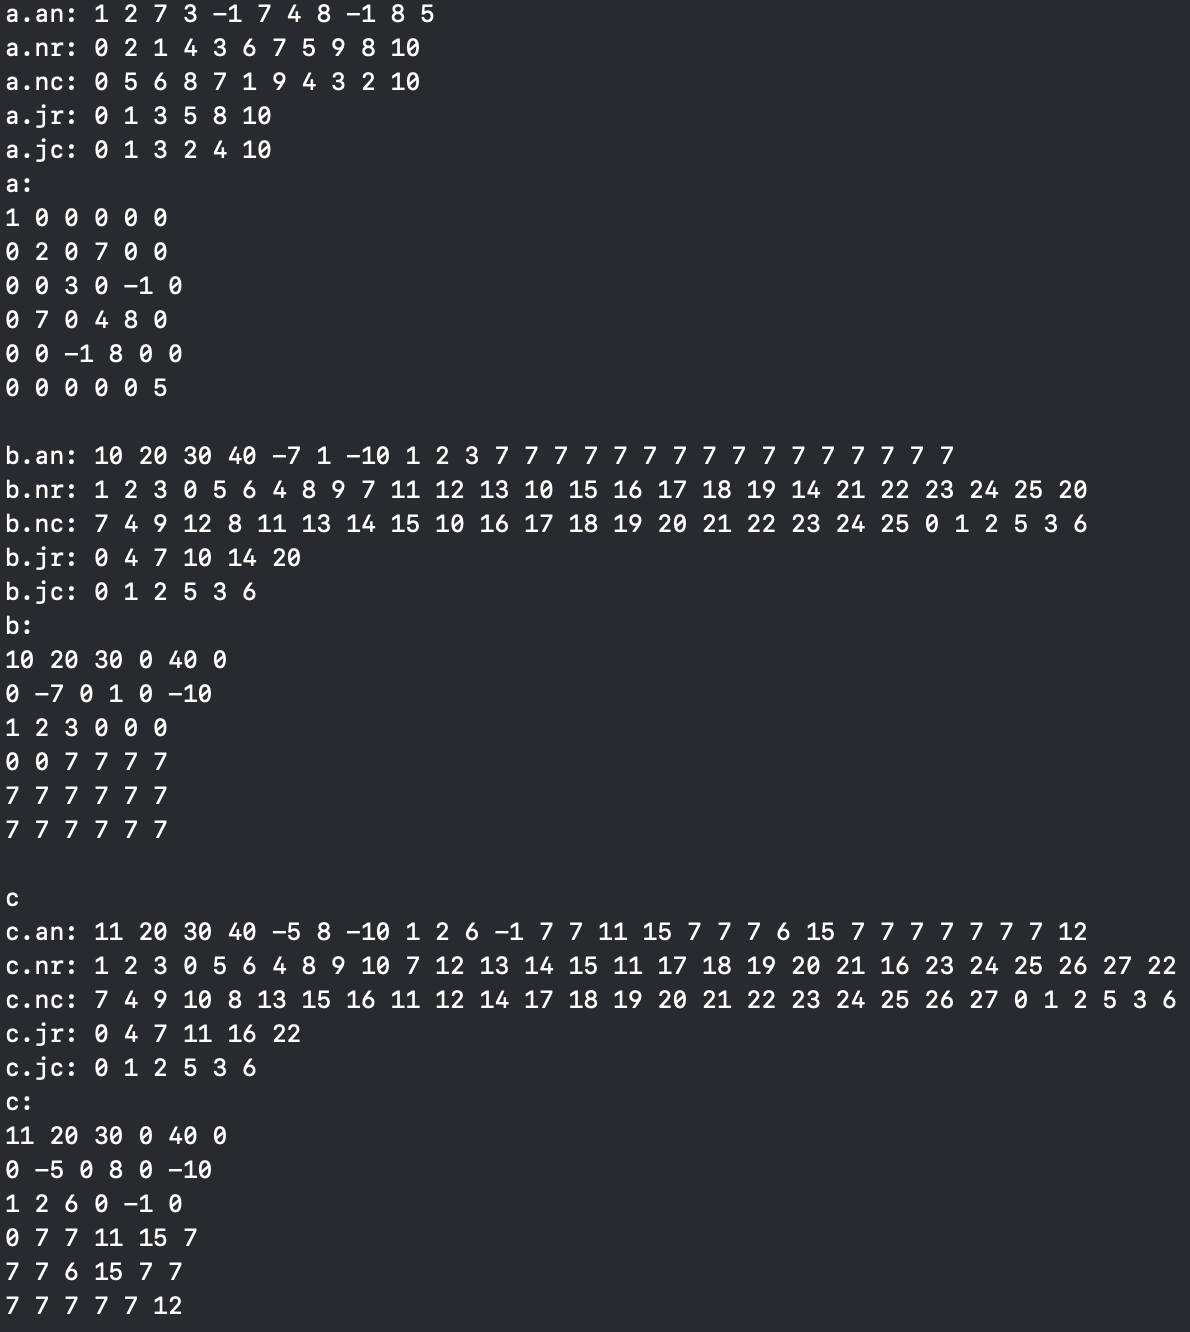 a.an: 1 2 7 3 −1 7 4 8 −1 8 5
a.nr: 0 2 1 4 3 6 7 5 9 8 10
a.nc: 0 5 6 8 7 1 9 4 3 2 10
a.jr: 0 1 3 5 8 10
a.jc: 0 1 3 2 4 10
a:
1 0 0 0 0 0
0 2 0 7 0 0
0 0 3 0 −1 0
0 7 0 4 8 0
0 0 −1 8 0 0
0 0 0 0 0 5
b.an: 10 20 30 40 −7 1 −10 1 2 3 7 7 7 7 7 7 7 7 7 7 7 7 7 7 7 7
b.nr: 1 2 3 0 5 6 4 8 9 7 11 12 13 10 15 16 17 18 19 14 21 22 23 24 25 20
b.nc: 7 4 9 12 8 11 13 14 15 10 16 17 18 19 20 21 22 23 24 25 0 1 2 5 3 6
b.jr: 0 4 7 10 14 20
b.jc: 0 1 2 5 3 6
b:
10 20 30 0 40 0
0 −7 0 1 0 −10
1 2 3 0 0 0
0 0 7 7 7 7
7 7 7 7 7 7
7 7 7 7 7 7
c
c.an: 11 20 30 40 −5 8 −10 1 2 6 −1 7 7 11 15 7 7 7 6 15 7 7 7 7 7 7 7 12
c.nr: 1 2 3 0 5 6 4 8 9 10 7 12 13 14 15 11 17 18 19 20 21 16 23 24 25 26 27 22
c.nc: 7 4 9 10 8 13 15 16 11 12 14 17 18 19 20 21 22 23 24 25 26 27 0 1 2 5 3 6
c.jr: 0 4 7 11 16 22
c.jc: 0 1 2 5 3 6
c:
11 20 30 0 40 0
0 −5 0 8 0 −10
1 2 6 0 −1 0
0 7 7 11 15 7
7 7 6 15 7 7
7 7 7 7 7 12